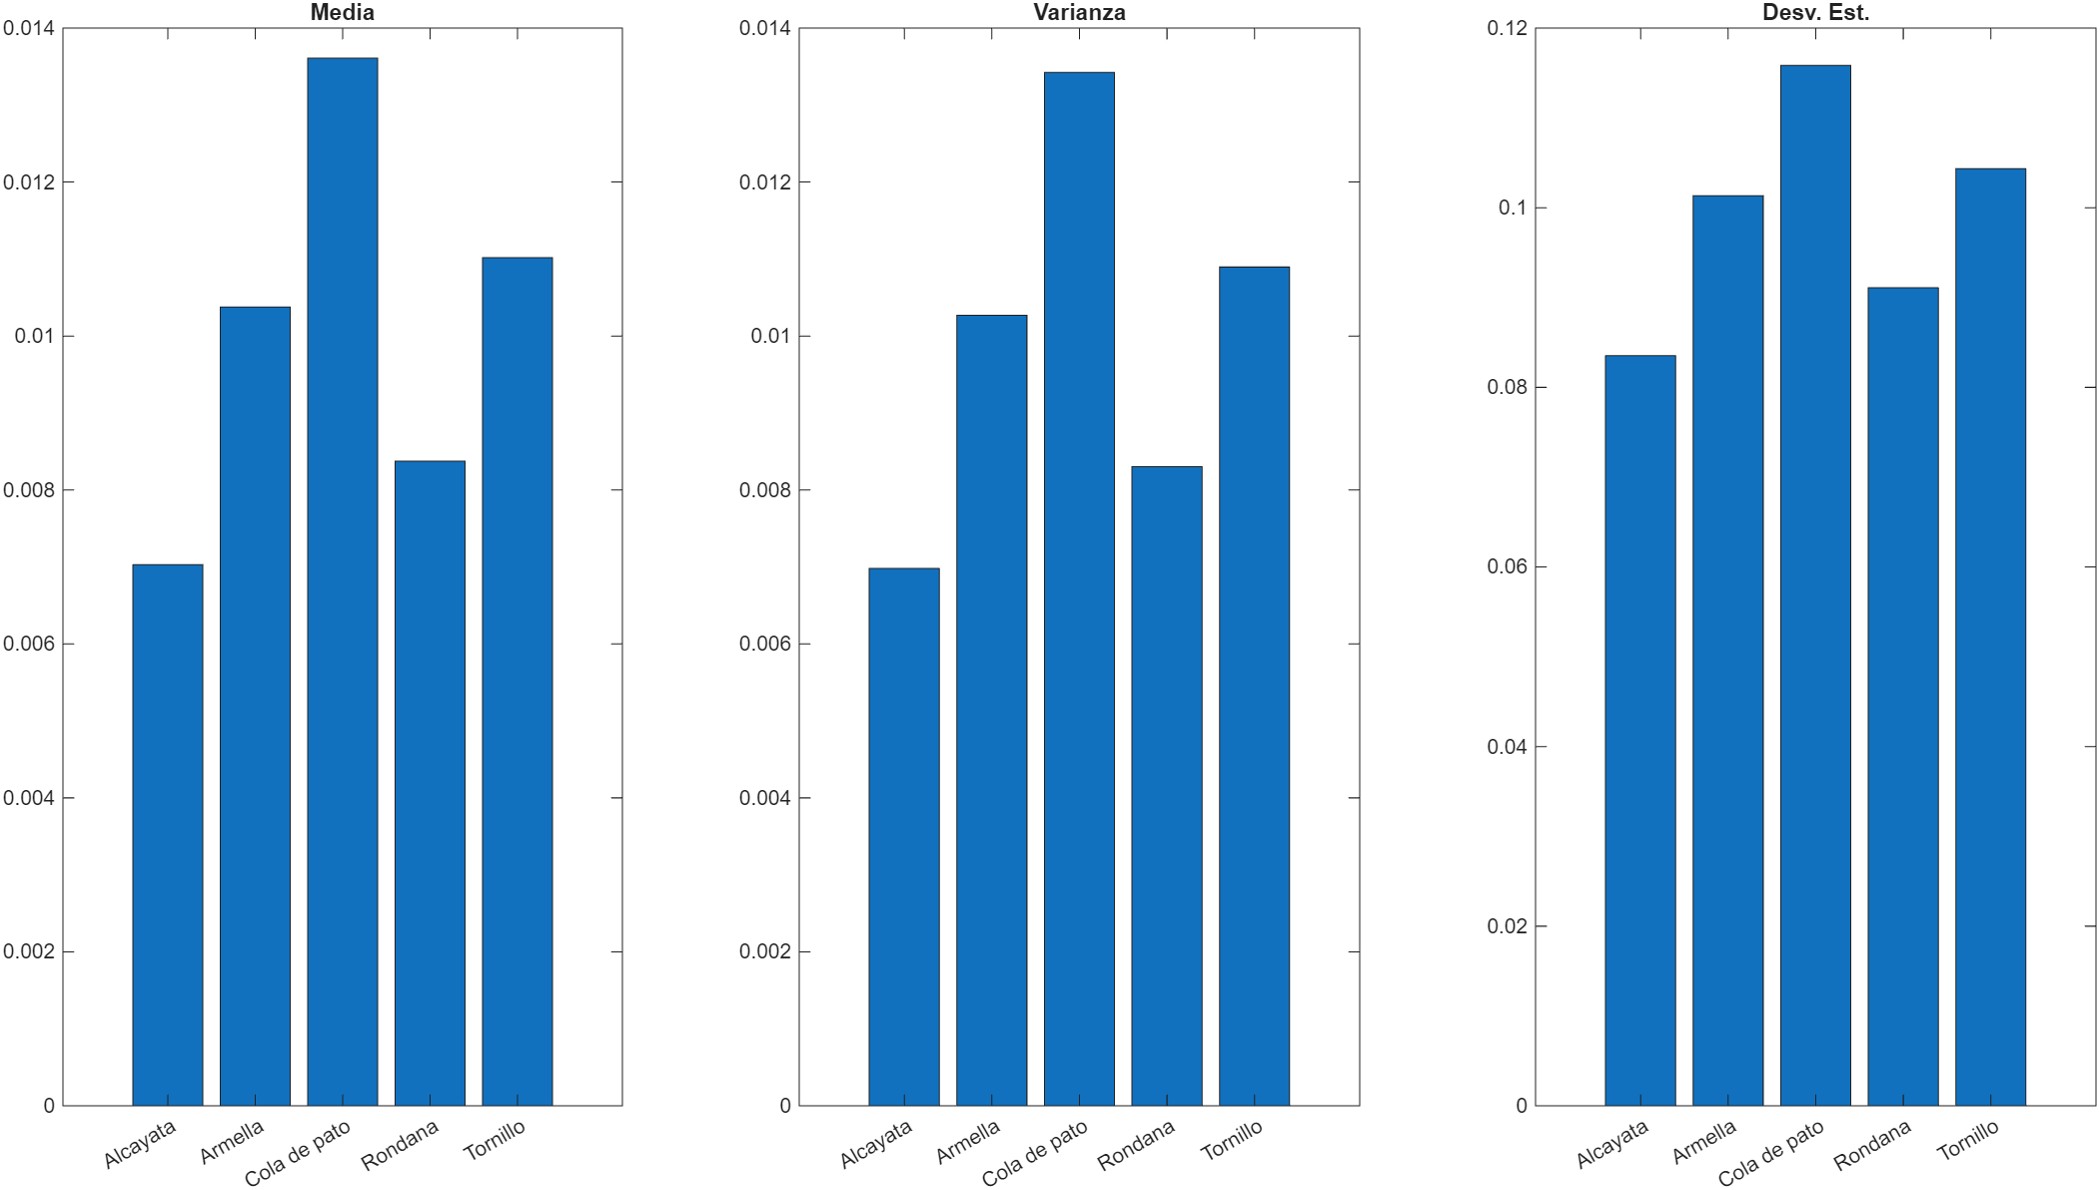 Media
0.014
0.012
0.01
0.008
0.006
0.004
0.002
0
Alcayata
Armella
Cola de pato
Rondana
Tornillo
Varianza
0.014
0.012
0.01
0.008
0.006
0.004
0.002
0
Alcayata
Armella
Cola de pato
Rondana
Tornillo
Desv. Est.
0.12
0.1
0.08
0.06
0.04
0.02
0
Alcayata
Armella
Cola de pato
Rondana
Tornillo